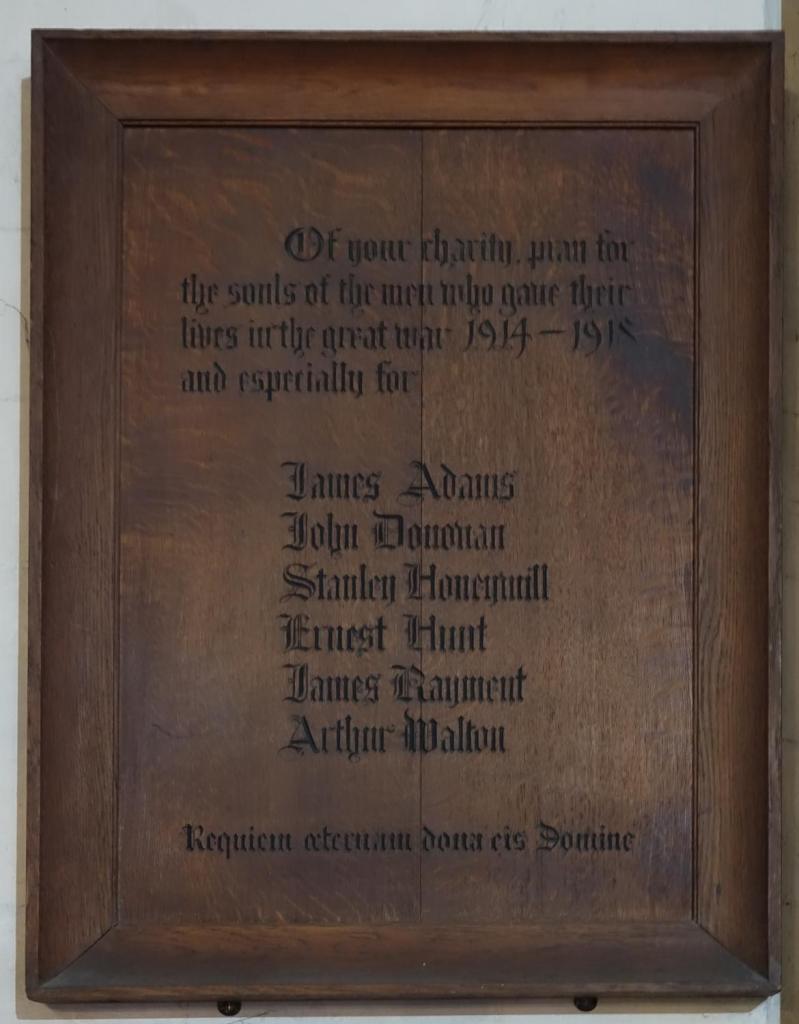 Of your charity, pray for
the souls of the men who gave their
lives in the great war 1914 – 1918
and especially for
James Adams
John Donovan
Stanley Honeywill
Ernest Hunt
James Rayment
Arthur Walton
Requiem æternam dona eis Domine